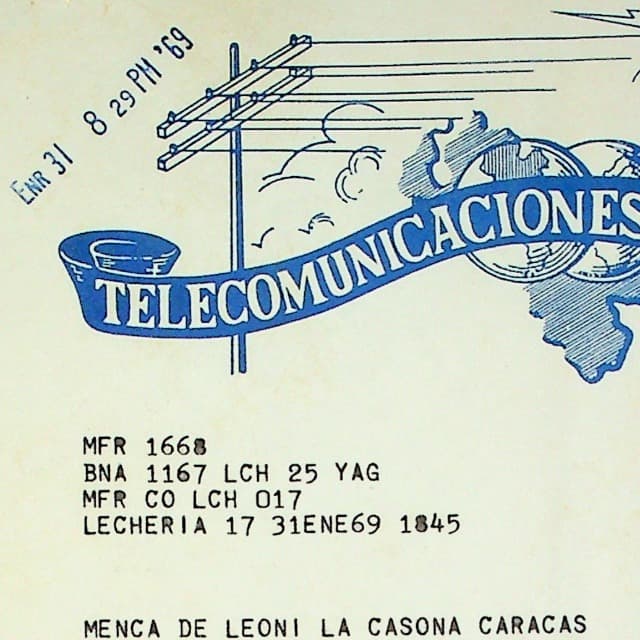 ENR 31 8 29 PM '69
TELECOMUNICACIONES
MFR 1668
BNA 1167 LCH 25 YAG
MFR CO LCH 017
LECHERIA 17 31ENE69 1845
MENCA DE LEONI LA CASONA CARACAS